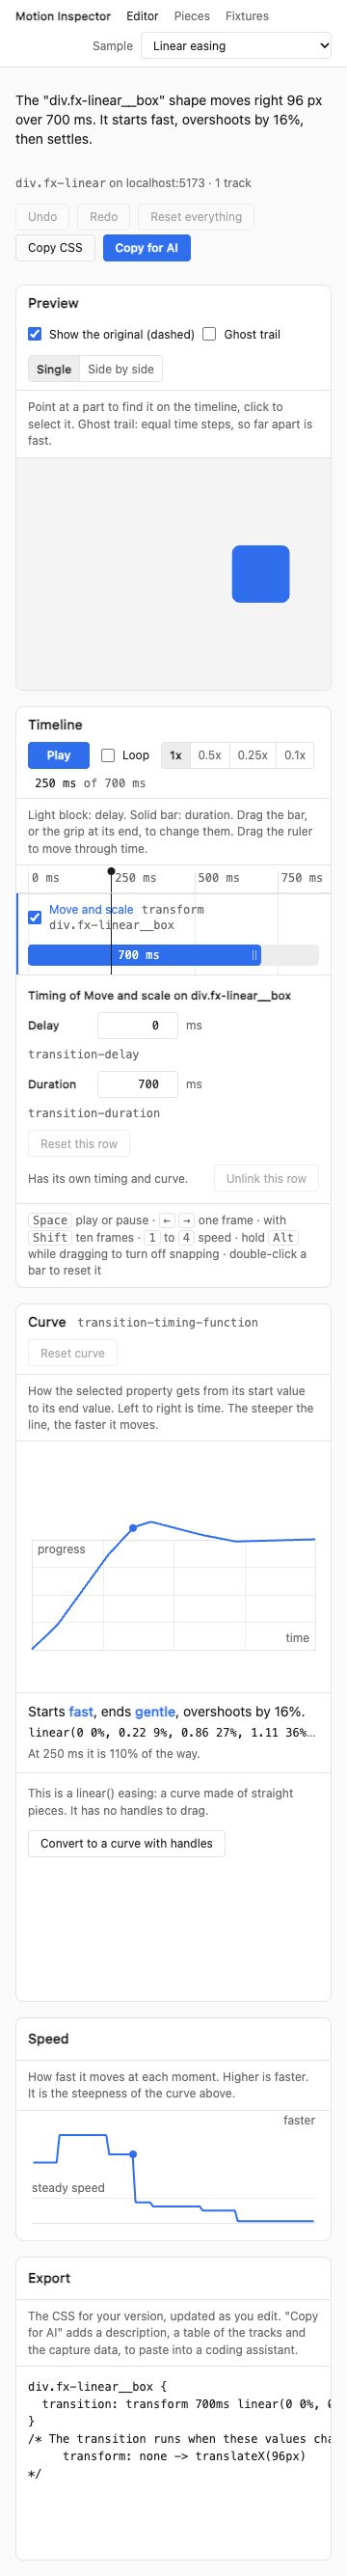 Motion Inspector Editor Pieces Fixtures
Sample Linear easing
The "div.fx-linear__box" shape moves right 96 px
over 700 ms. It starts fast, overshoots by 16%,
then settles.
div.fx-linear on localhost:5173 · 1 track
Undo Redo Reset everything
Copy CSS Copy for AI
Preview
Show the original (dashed) Ghost trail
Single Side by side
Point at a part to find it on the timeline, click to
select it. Ghost trail: equal time steps, so far apart is
fast.
Timeline
Play Loop 1x 0.5x 0.25x 0.1x
250 ms of 700 ms
Light block: delay. Solid bar: duration. Drag the bar,
or the grip at its end, to change them. Drag the ruler
to move through time.
0 ms 250 ms 500 ms 750 ms
Move and scale transform
div.fx-linear__box
700 ms
Timing of Move and scale on div.fx-linear__box
Delay 0 ms
transition-delay
Duration 700 ms
transition-duration
Reset this row
Has its own timing and curve. Unlink this row
Space play or pause · ← → one frame · with
Shift ten frames · 1 to 4 speed · hold Alt
while dragging to turn off snapping · double-click a
bar to reset it
Curve transition-timing-function
Reset curve
How the selected property gets from its start value
to its end value. Left to right is time. The steeper the
line, the faster it moves.
progress
time
Starts fast, ends gentle, overshoots by 16%.
linear(0 0%, 0.22 9%, 0.86 27%, 1.11 36%…
At 250 ms it is 110% of the way.
This is a linear() easing: a curve made of straight
pieces. It has no handles to drag.
Convert to a curve with handles
Speed
How fast it moves at each moment. Higher is faster.
It is the steepness of the curve above.
faster
steady speed
Export
The CSS for your version, updated as you edit. "Copy
for AI" adds a description, a table of the tracks and
the capture data, to paste into a coding assistant.
div.fx-linear__box {
transition: transform 700ms linear(0 0%,
}
/* The transition runs when these values
transform: none -> translateX(96px)
*/